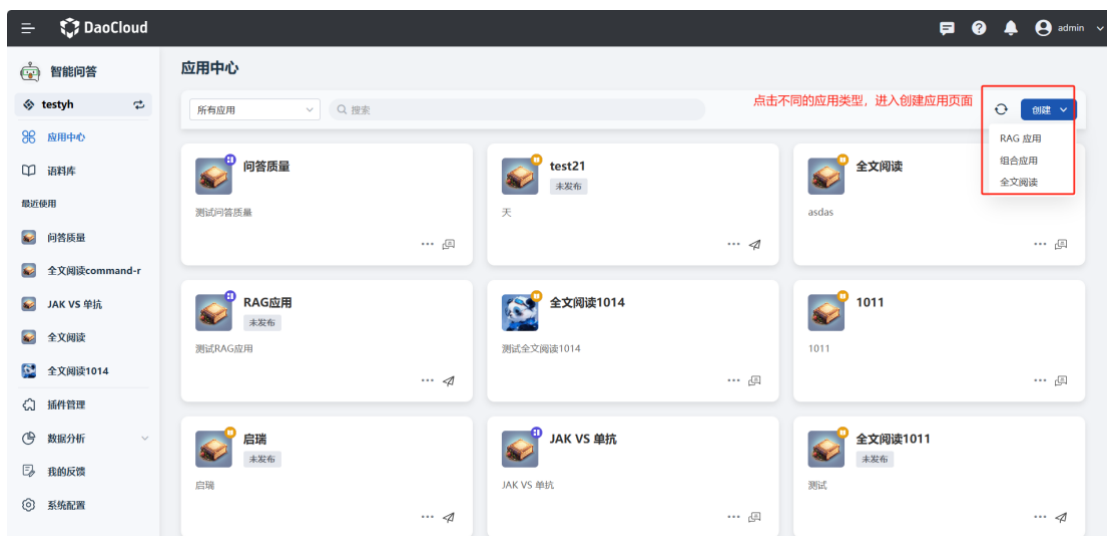 DaoCloud
admin
智能问答
testyh
应用中心
语料库
最近使用
问答质量
全文阅读command-r
JAK VS 单抗
全文阅读
全文阅读1014
插件管理
数据分析
我的反馈
系统配置
应用中心
所有应用
搜索
点击不同的应用类型，进入创建应用页面
创建
RAG 应用
组合应用
全文阅读
问答质量
测试问答质量
test21
未发布
天
全文阅读
asdas
RAG应用
未发布
测试RAG应用
全文阅读1014
测试全文阅读1014
1011
1011
启瑞
未发布
启瑞
JAK VS 单抗
JAK VS 单抗
全文阅读1011
未发布
测试